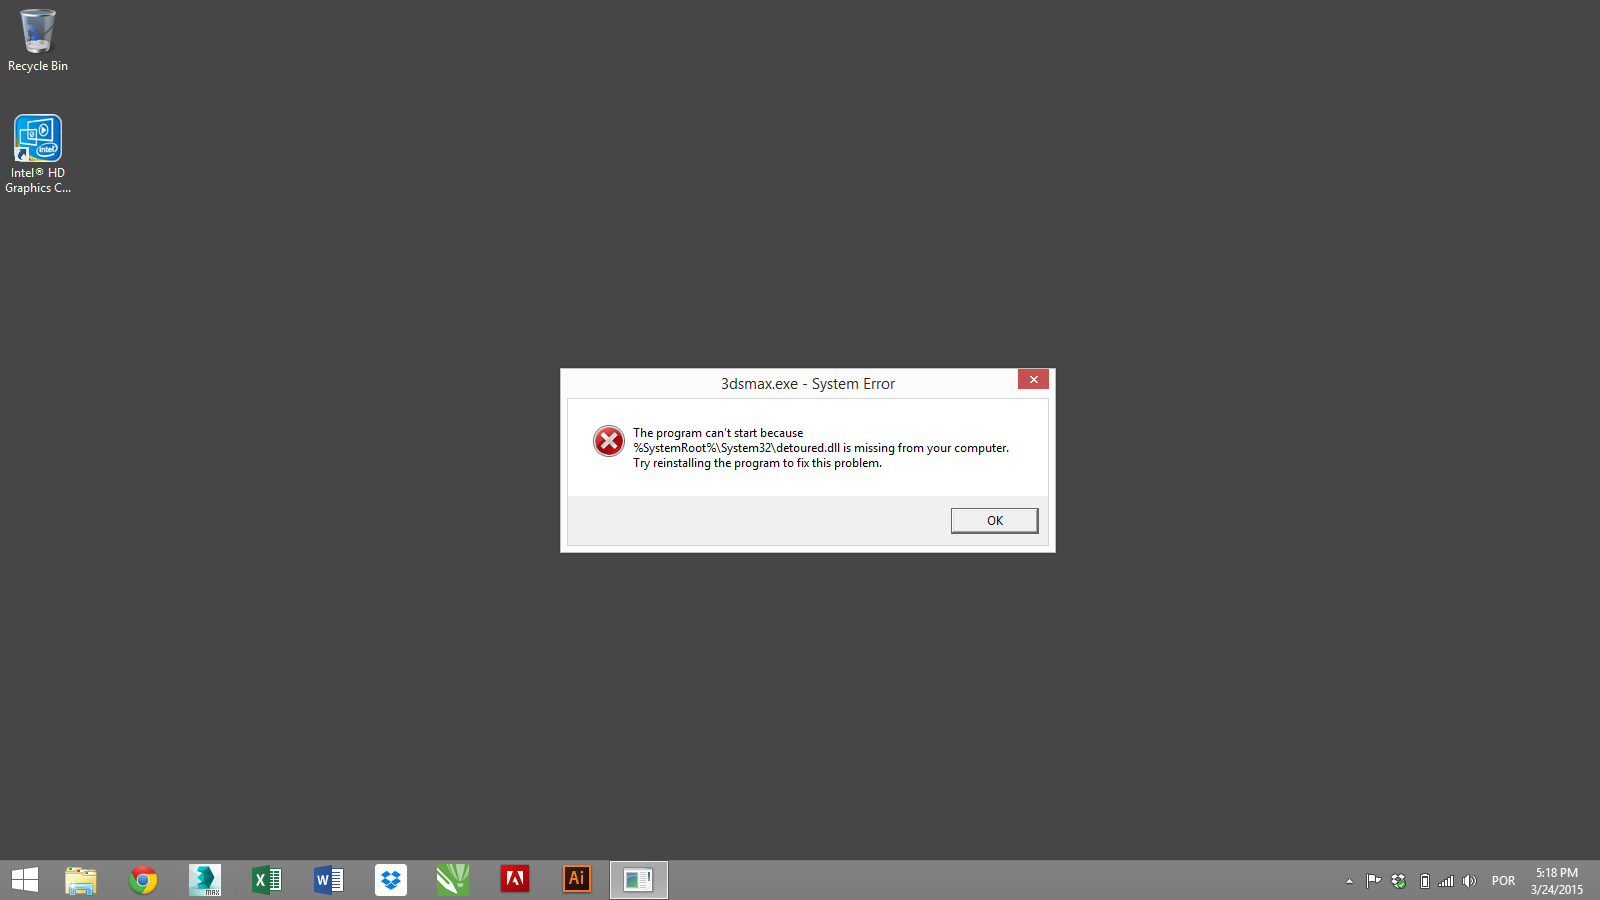 Recycle Bin
Intel® HD
Graphics C...
3dsmax.exe - System Error
The program can't start because
%SystemRoot%\System32\detoured.dll is missing from your computer.
Try reinstalling the program to fix this problem.
OK
intel
MAX
X
W
Ai
POR
5:18 PM
3/24/2015